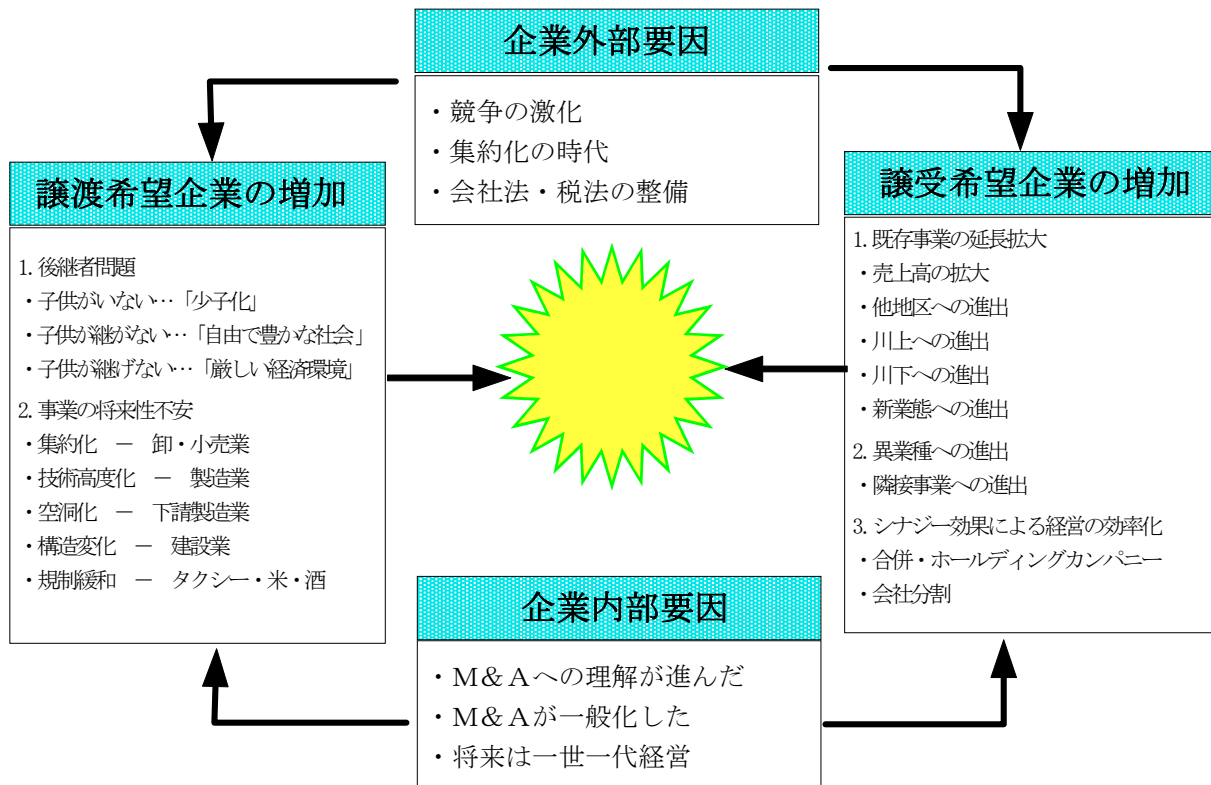 企業外部要因
・競争の激化
・集約化の時代
・会社法・税法の整備
譲渡希望企業の増加
1. 後継者問題
・子供がいない…「少子化」
・子供が継がない…「自由で豊かな社会」
・子供が継げない…「厳しい経済環境」
2. 事業の将来性不安
・集約化 － 卸・小売業
・技術高度化 － 製造業
・空洞化 － 下請製造業
・構造変化 － 建設業
・規制緩和 － タクシー・米・酒
譲受希望企業の増加
1. 既存事業の延長拡大
・売上高の拡大
・他地区への進出
・川上への進出
・川下への進出
・新業態への進出
2. 異業種への進出
・隣接事業への進出
3. シナジー効果による経営の効率化
・合併・ホールディングカンパニー
・会社分割
企業内部要因
・Ｍ＆Ａへの理解が進んだ
・Ｍ＆Ａが一般化した
・将来は一世一代経営